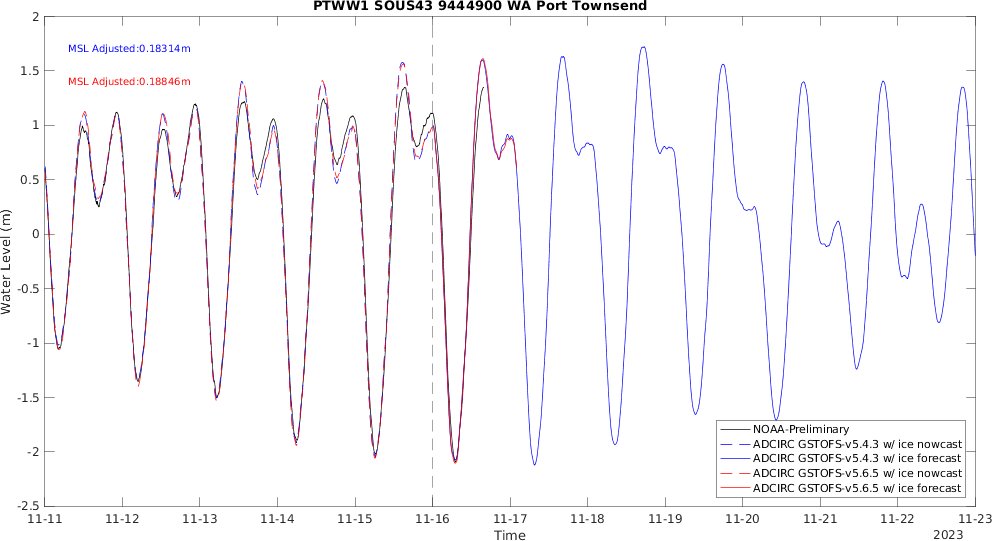 PTWW1 SOUS43 9444900 WA Port Townsend
MSL Adjusted:0.18314m
MSL Adjusted:0.18846m
Water Level (m)
2
1.5
1
0.5
0
-0.5
-1
-1.5
-2
-2.5
NOAA-Preliminary
ADCIRC GSTOFS-v5.4.3 w/ ice nowcast
ADCIRC GSTOFS-v5.4.3 w/ ice forecast
ADCIRC GSTOFS-v5.6.5 w/ ice nowcast
ADCIRC GSTOFS-v5.6.5 w/ ice forecast
11-11 11-12 11-13 11-14 11-15 11-16 11-17 11-18 11-19 11-20 11-21 11-22 11-23
Time
2023